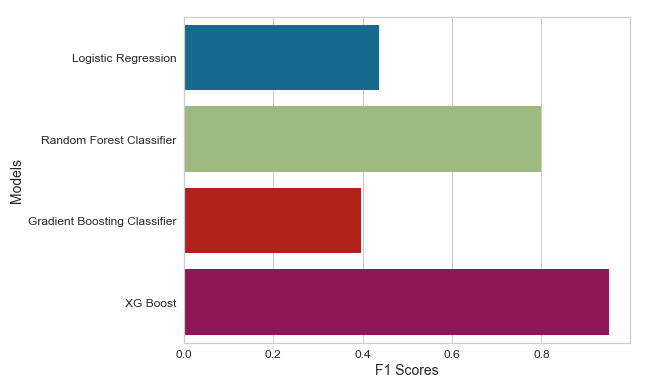 Models
Logistic Regression
Random Forest Classifier
Gradient Boosting Classifier
XG Boost
0.0 0.2 0.4 0.6 0.8
F1 Scores